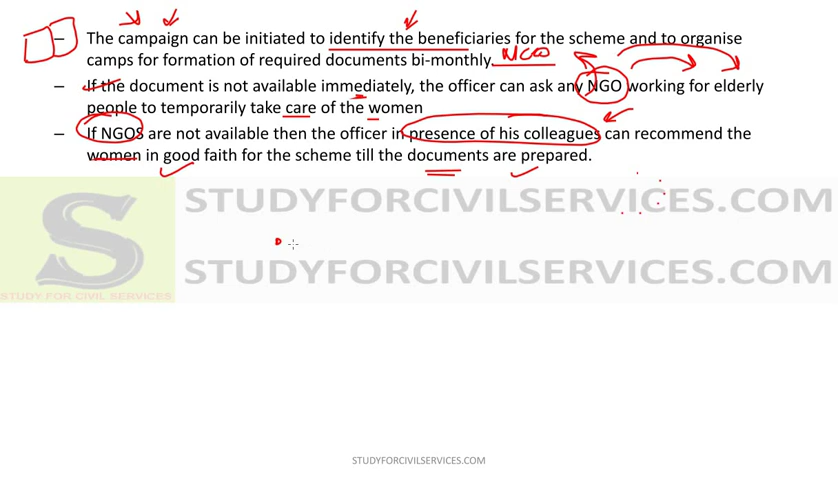 – The campaign can be initiated to identify the beneficiaries for the scheme and to organise
camps for formation of required documents bi-monthly. NGO
– If the document is not available immediately, the officer can ask any NGO working for elderly
people to temporarily take care of the women
– If NGOS are not available then the officer in presence of his colleagues can recommend the
women in good faith for the scheme till the documents are prepared.
S
STUDY FOR CIVIL SERVICES
STUDYFORCIVILSERVICES.COM
STUDYFORCIVILSERVICES.COM
STUDYFORCIVILSERVICES.COM